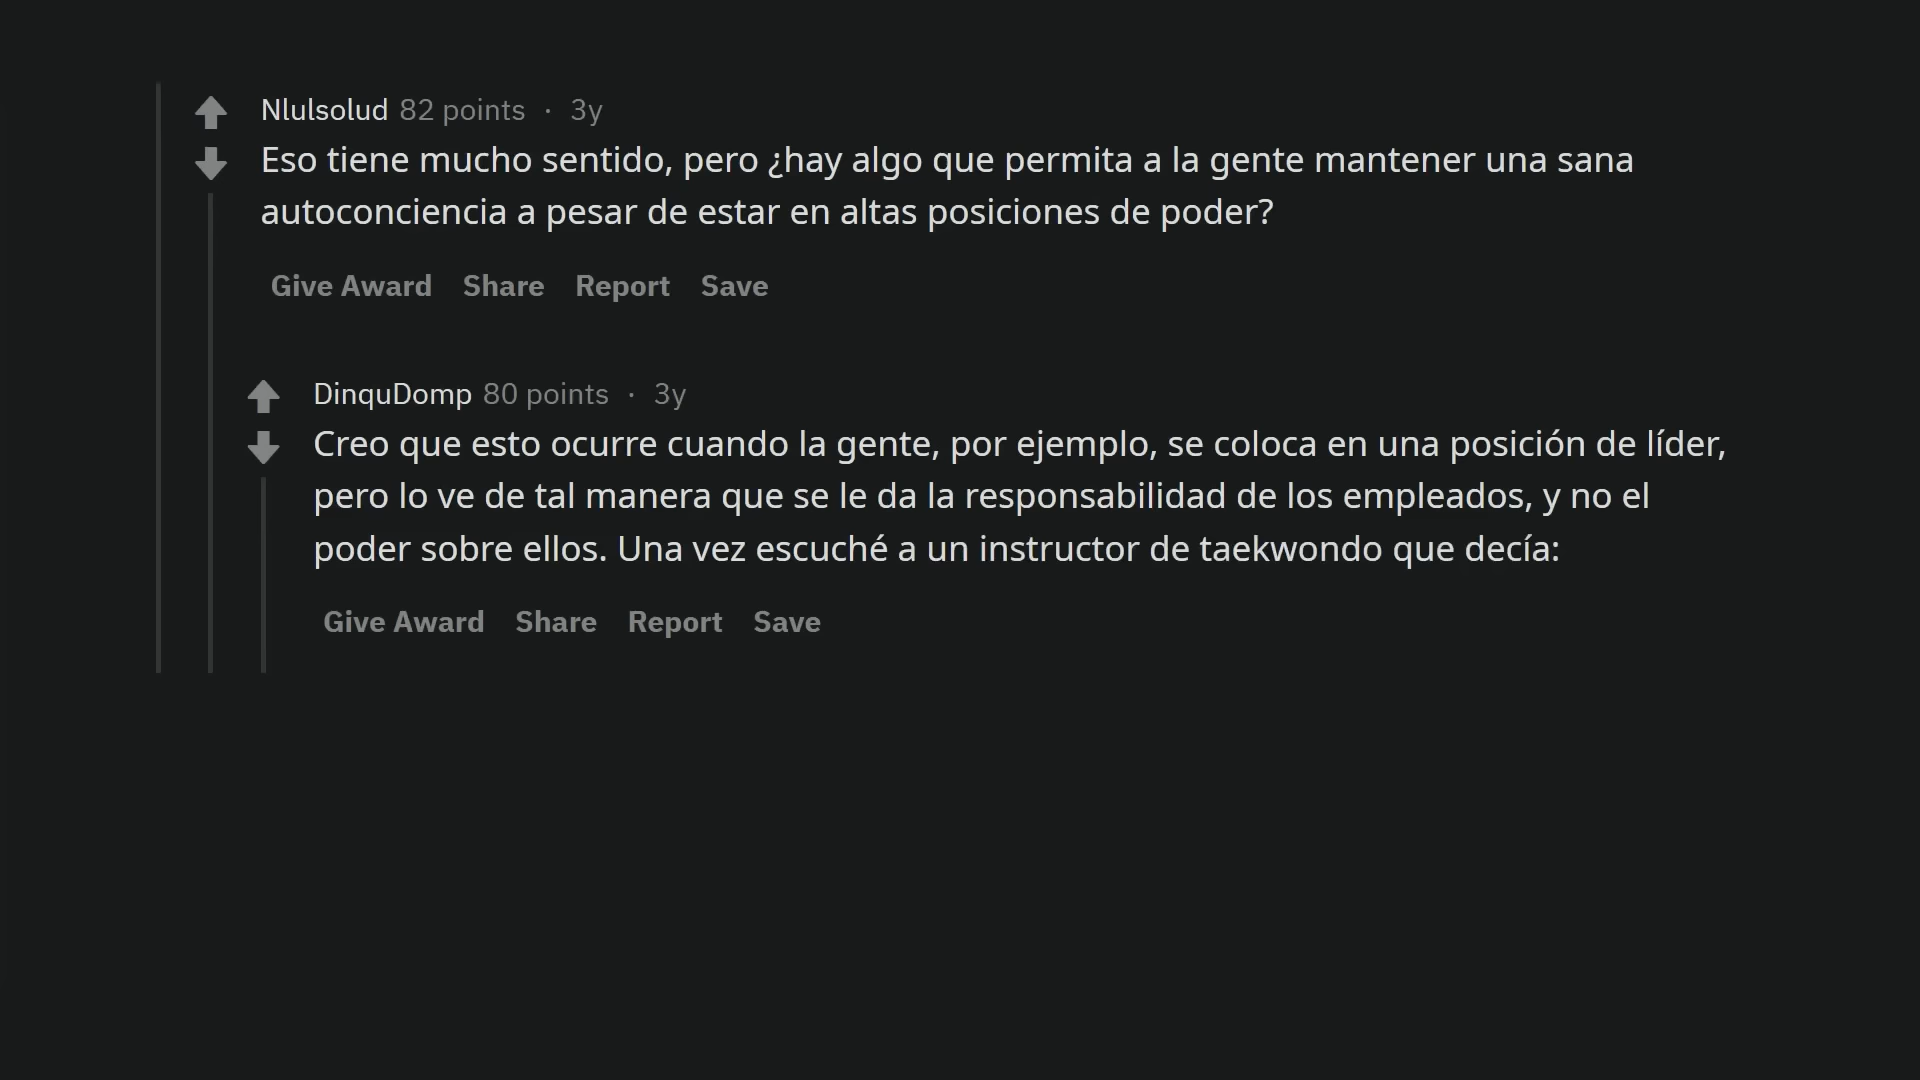 Nlulsolud 82 points · 3y
Eso tiene mucho sentido, pero ¿hay algo que permita a la gente mantener una sana
autoconciencia a pesar de estar en altas posiciones de poder?
Give Award Share Report Save
DinquDomp 80 points · 3y
Creo que esto ocurre cuando la gente, por ejemplo, se coloca en una posición de líder,
pero lo ve de tal manera que se le da la responsabilidad de los empleados, y no el
poder sobre ellos. Una vez escuché a un instructor de taekwondo que decía:
Give Award Share Report Save